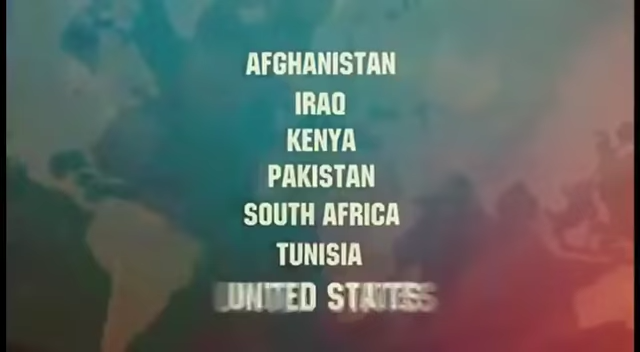 AFGHANISTAN
IRAQ
KENYA
PAKISTAN
SOUTH AFRICA
TUNISIA
UNITED STATES